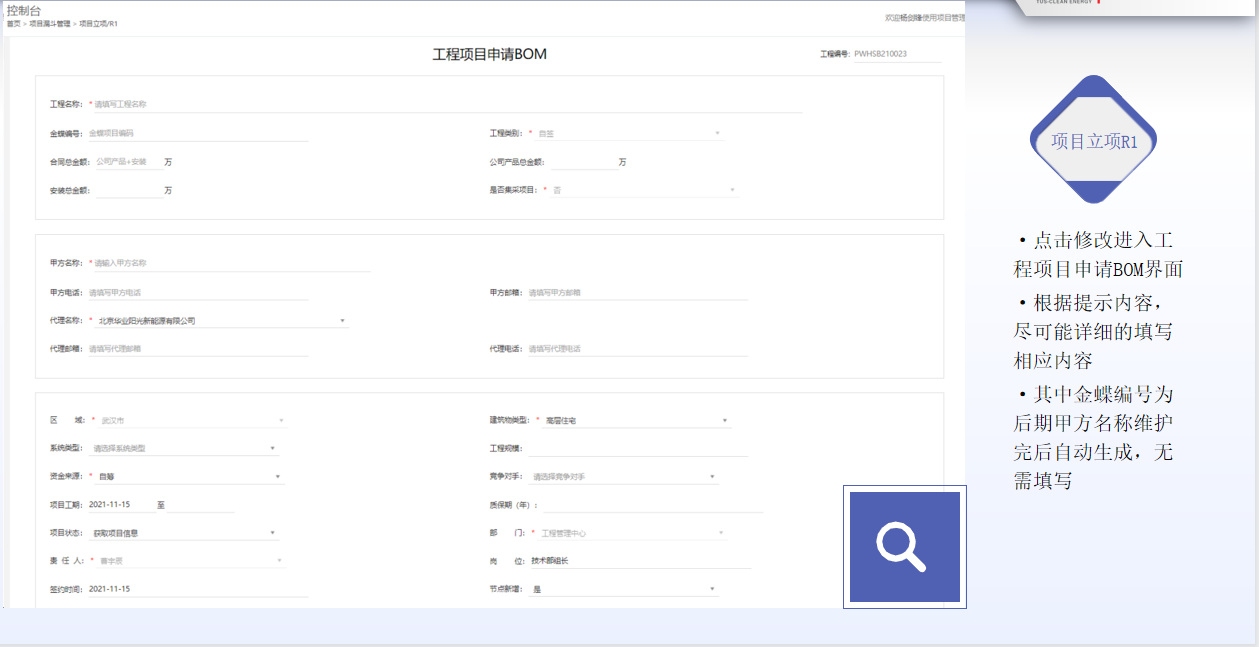 控制台
首页 > 项目漏斗管理 > 项目立项/R1
欢迎杨剑锋使用项目管理
YUS-CLEAN ENERGY
工程项目申请BOM
工程编号: PWHSB210023
工程名称: * 请填写工程名称
金蝶编号: 金蝶项目编码
工程类别: * 自签
合同总金额: 公司产品+安装 万
公司产品总金额: 万
安装总金额: 万
是否集采项目: * 否
甲方名称: * 请输入甲方名称
甲方电话: 请填写甲方电话
甲方邮箱: 请填写甲方邮箱
代理名称: * 北京华业阳光新能源有限公司
代理邮箱: 请填写代理邮箱
代理电话: 请填写代理电话
区 域: * 武汉市
建筑物类型: * 高层住宅
系统类型: 请选择系统类型
工程规模:
资金来源: * 自筹
竞争对手: 请选择竞争对手
项目工期: 2021-11-15 至
质保期（年）:
项目状态: 获取项目信息
部 门: * 工程管理中心
责 任 人: *
岗 位: 技术部组长
签约时间: 2021-11-15
节点新增: 是
项目立项R1
•点击修改进入工
程项目申请BOM界面
•根据提示内容，
尽可能详细的填写
相应内容
•其中金蝶编号为
后期甲方名称维护
完后自动生成，无
需填写